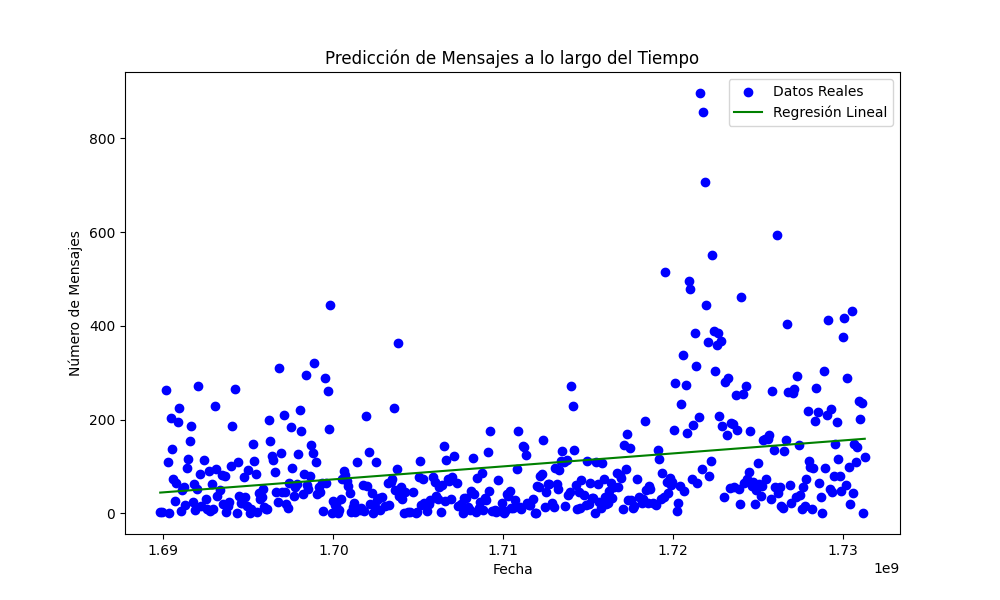 Predicción de Mensajes a lo largo del Tiempo
Datos Reales
Regresión Lineal
Número de Mensajes
800
600
400
200
0
1.69 1.70 1.71 1.72 1.73
1e9
Fecha